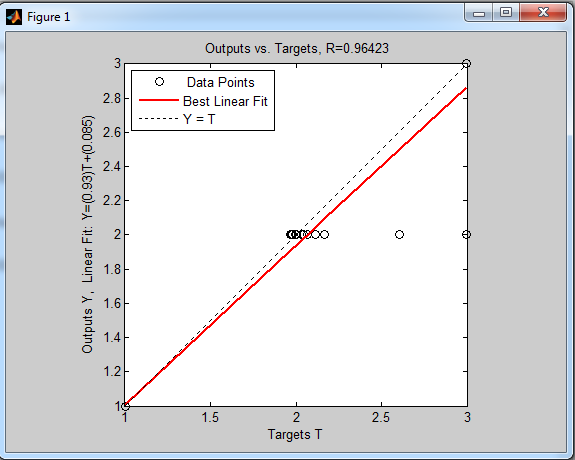 Figure 1
Outputs vs. Targets, R=0.96423
Data Points
Best Linear Fit
Y = T
Outputs Y, Linear Fit: Y=(0.93)T+(0.085)
3
2.8
2.6
2.4
2.2
2
1.8
1.6
1.4
1.2
1
1
1.5
2
2.5
3
Targets T